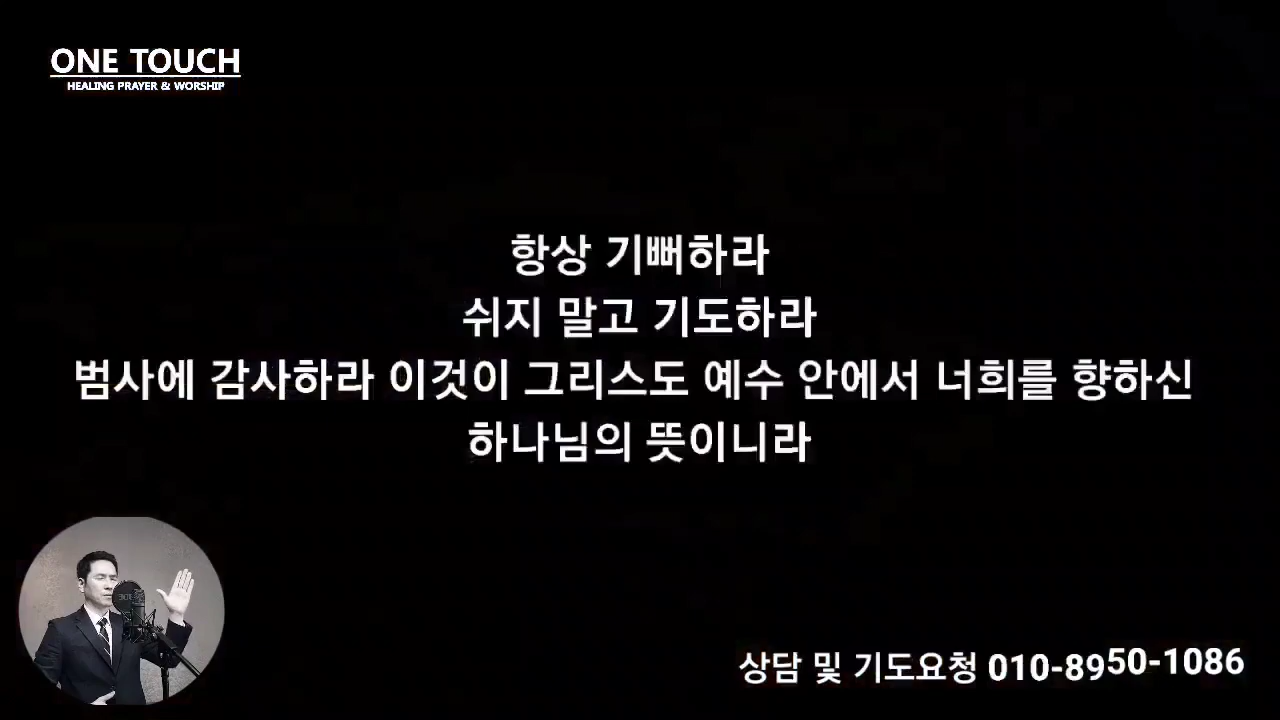 ONE TOUCH
HEALING PRAYER & WORSHIP
항상 기뻐하라
쉬지 말고 기도하라
범사에 감사하라 이것이 그리스도 예수 안에서 너희를 향하신
하나님의 뜻이니라
상담 및 기도요청 010-8950-1086